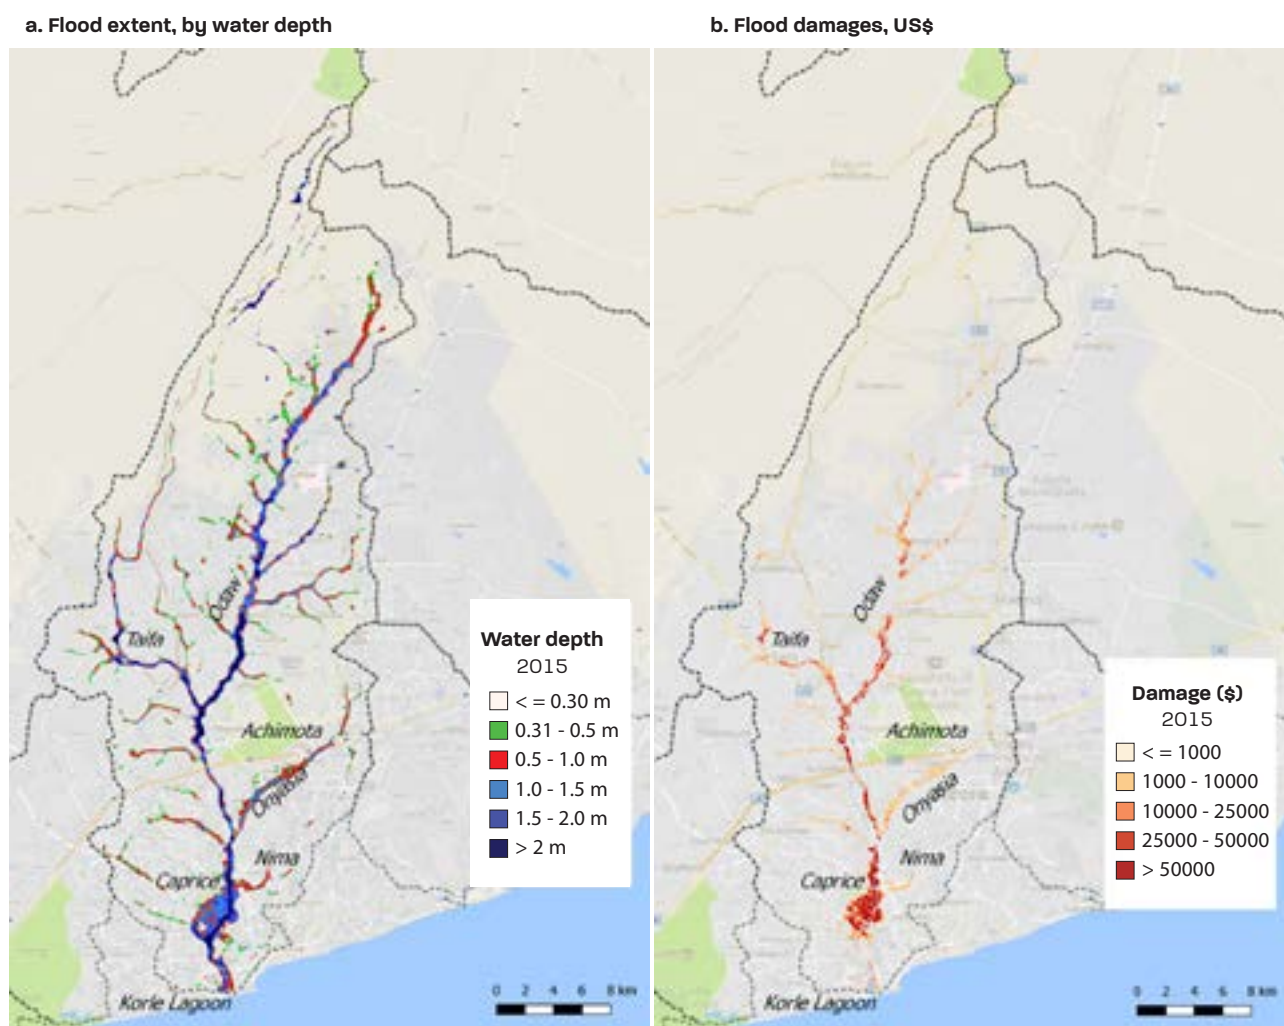 a. Flood extent, by water depth
b. Flood damages, US$
Odaw
Taifa
Achimota
Onyasia
Nima
Caprice
Korle Lagoon
Water depth
2015
< = 0.30 m
0.31 - 0.5 m
0.5 - 1.0 m
1.0 - 1.5 m
1.5 - 2.0 m
> 2 m
0 2 4 6 8 km
Odaw
Taifa
Achimota
Onyasia
Nima
Caprice
Korle Lagoon
Damage ($)
2015
< = 1000
1000 - 10000
10000 - 25000
25000 - 50000
> 50000
0 2 4 6 8 km